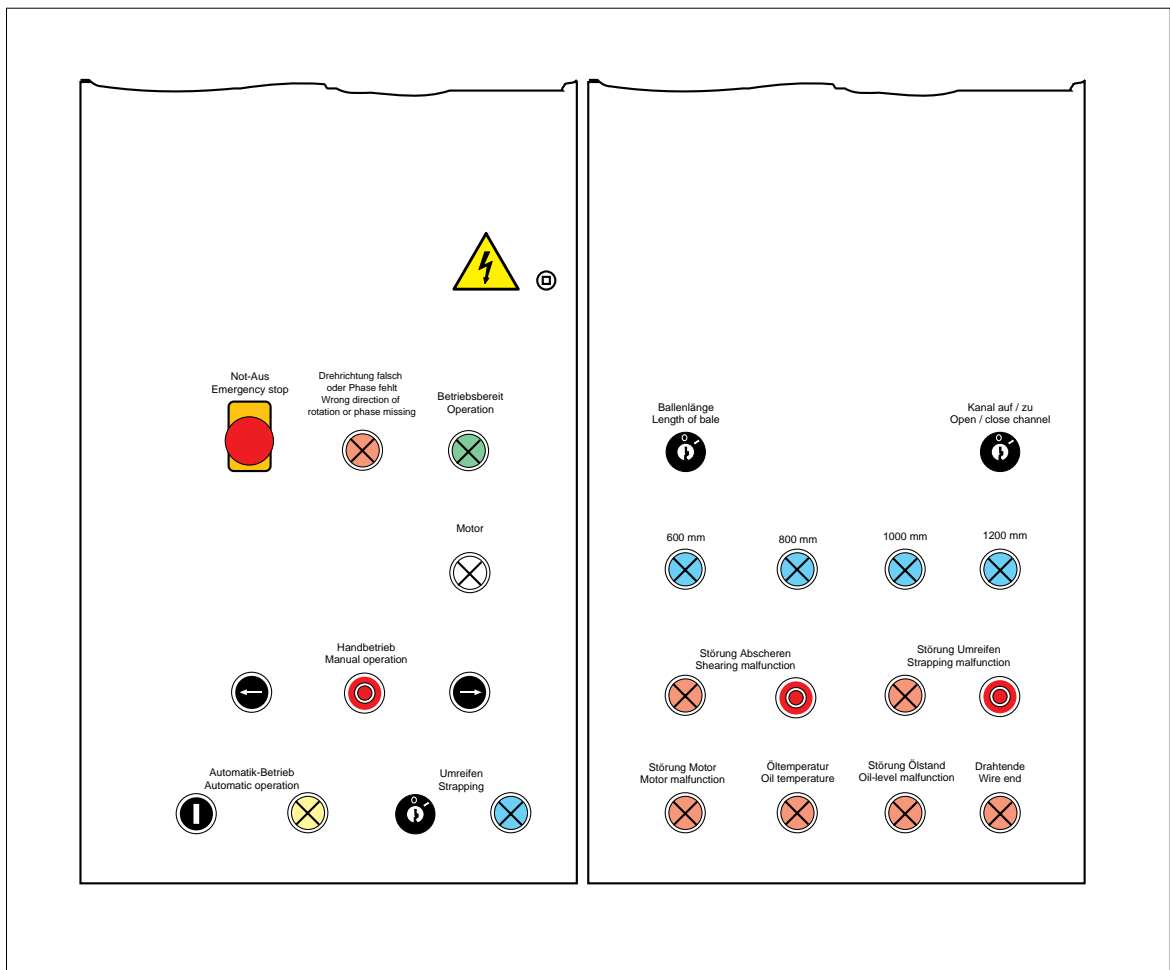 Not-Aus
Emergency stop
Drehrichtung falsch
oder Phase fehlt
Wrong direction of
rotation or phase missing
Betriebsbereit
Operation
Motor
Handbetrieb
Manual operation
Automatik-Betrieb
Automatic operation
Umreifen
Strapping
O
Ballenlänge
Length of bale
O
Kanal auf / zu
Open / close channel
O
600 mm
800 mm
1000 mm
1200 mm
Störung Abscheren
Shearing malfunction
Störung Umreifen
Strapping malfunction
Störung Motor
Motor malfunction
Öltemperatur
Oil temperature
Störung Ölstand
Oil-level malfunction
Drahtende
Wire end